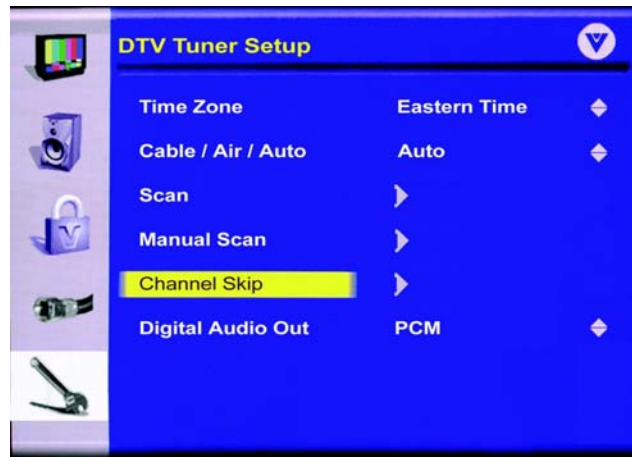 DTV Tuner Setup
Time Zone Eastern Time
Cable / Air / Auto Auto
Scan
Manual Scan
Channel Skip
Digital Audio Out PCM